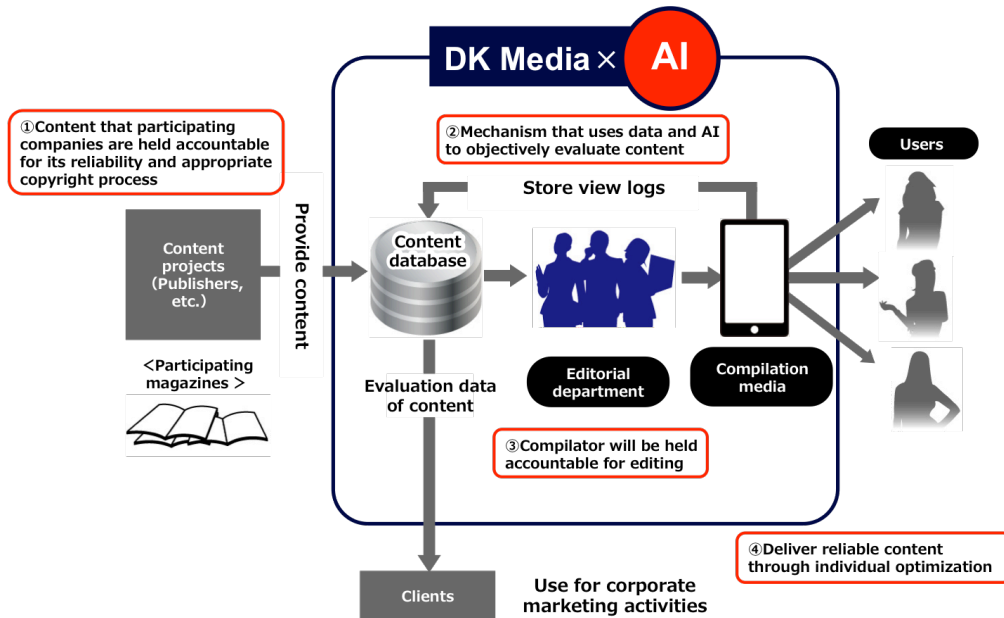 DK Media × AI
①Content that participating
companies are held accountable
for its reliability and appropriate
copyright process
②Mechanism that uses data and AI
to objectively evaluate content
Users
Store view logs
Provide content
Content
projects
(Publishers,
etc.)
Content
database
<Participating
magazines >
Evaluation data
of content
Editorial
department
Compilation
media
③Compilator will be held
accountable for editing
④Deliver reliable content
through individual optimization
Clients
Use for corporate
marketing activities